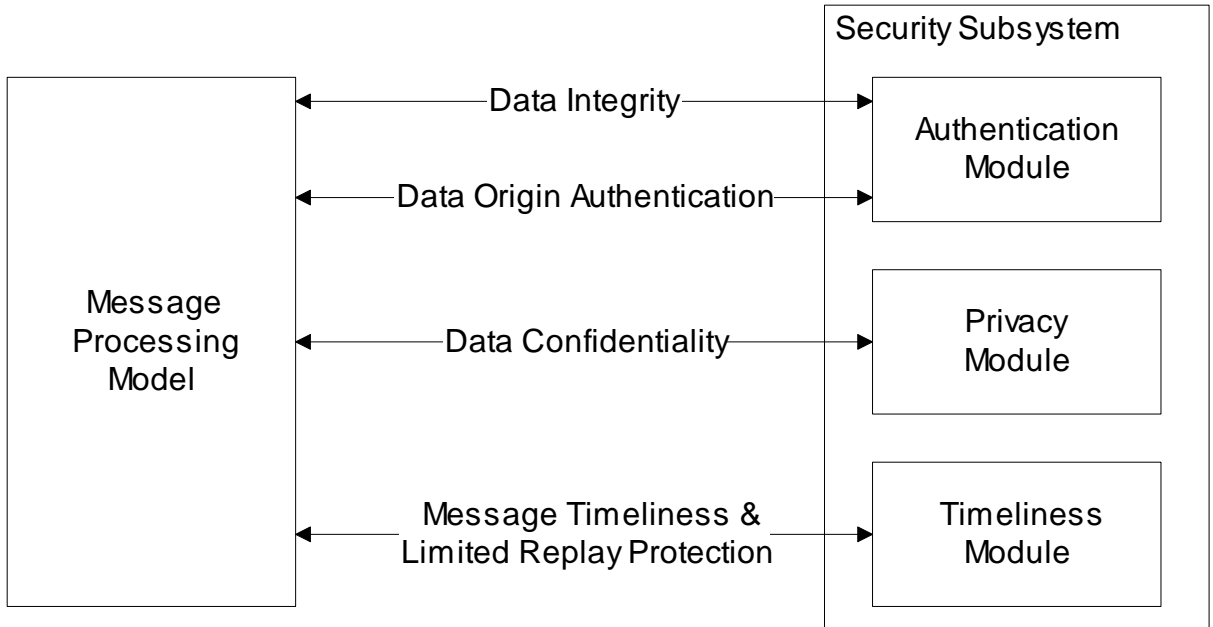 Security Subsystem
Data Integrity
Authentication
Module
Data Origin Authentication
Message
Processing
Model
Data Confidentiality
Privacy
Module
Message Timeliness &
Limited Replay Protection
Timeliness
Module